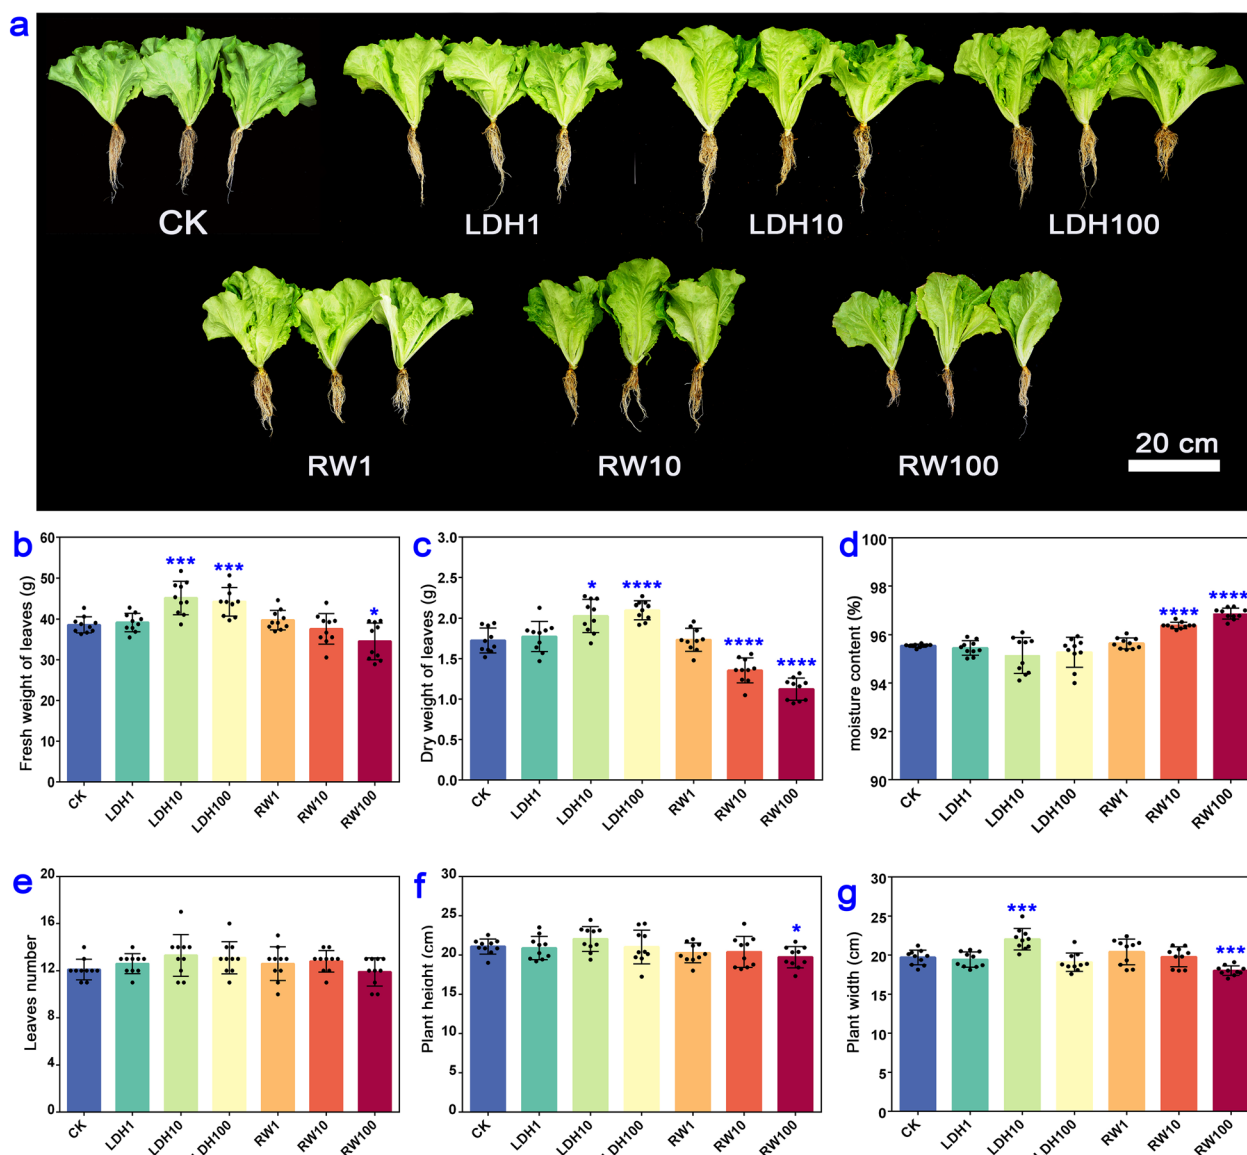 a
CK
LDH1
LDH10
LDH100
RW1
RW10
RW100
20 cm
b
Fresh weight of leaves (g)
60
50
40
30
20
10
0
***
***
*
CK
LDH1
LDH10
LDH100
RW1
RW10
RW100
c
Dry weight of leaves (g)
3.0
2.5
2.0
1.5
1.0
0.5
0.0
*
****
****
****
CK
LDH1
LDH10
LDH100
RW1
RW10
RW100
d
moisture content (%)
100
98
96
94
92
90
****
****
CK
LDH1
LDH10
LDH100
RW1
RW10
RW100
e
Leaves number
20
16
12
8
4
0
CK
LDH1
LDH10
LDH100
RW1
RW10
RW100
f
Plant height (cm)
30
25
20
15
10
5
0
*
CK
LDH1
LDH10
LDH100
RW1
RW10
RW100
g
Plant width (cm)
30
25
20
15
10
5
0
***
***
CK
LDH1
LDH10
LDH100
RW1
RW10
RW100